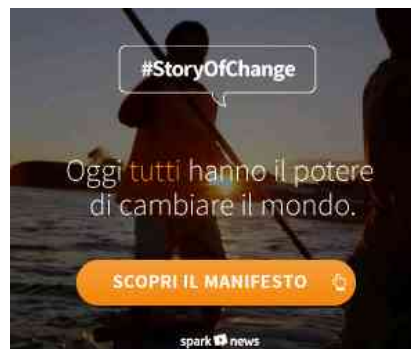 #StoryOfChange
Oggi tutti hanno il potere
di cambiare il mondo.
SCOPRI IL MANIFESTO
spark news